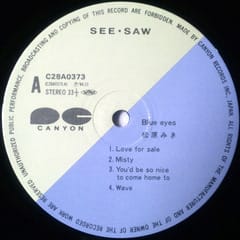 SEE・SAW
A
C28A0373
STEREO 33⅓
CANYON
Blue eyes
松原みき
1. Love for sale
2. Misty
3. You'd be so nice
to come home to
4. Wave
UNAUTHORIZED PUBLIC PERFORMANCE, BROADCASTING AND COPYING OF THIS RECORD ARE FORBIDDEN. MADE BY CANYON RECORDS INC. JAPAN ALL RIGHTS OF THE MANUFACTURER AND OF THE OWNER OF THE RECORDED WORK ARE RESERVED